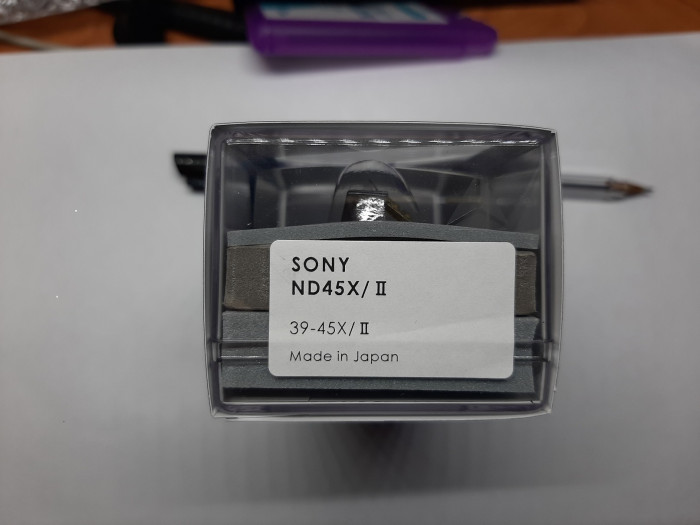 SONY
ND45X/Ⅱ
39-45X/Ⅱ
Made in Japan